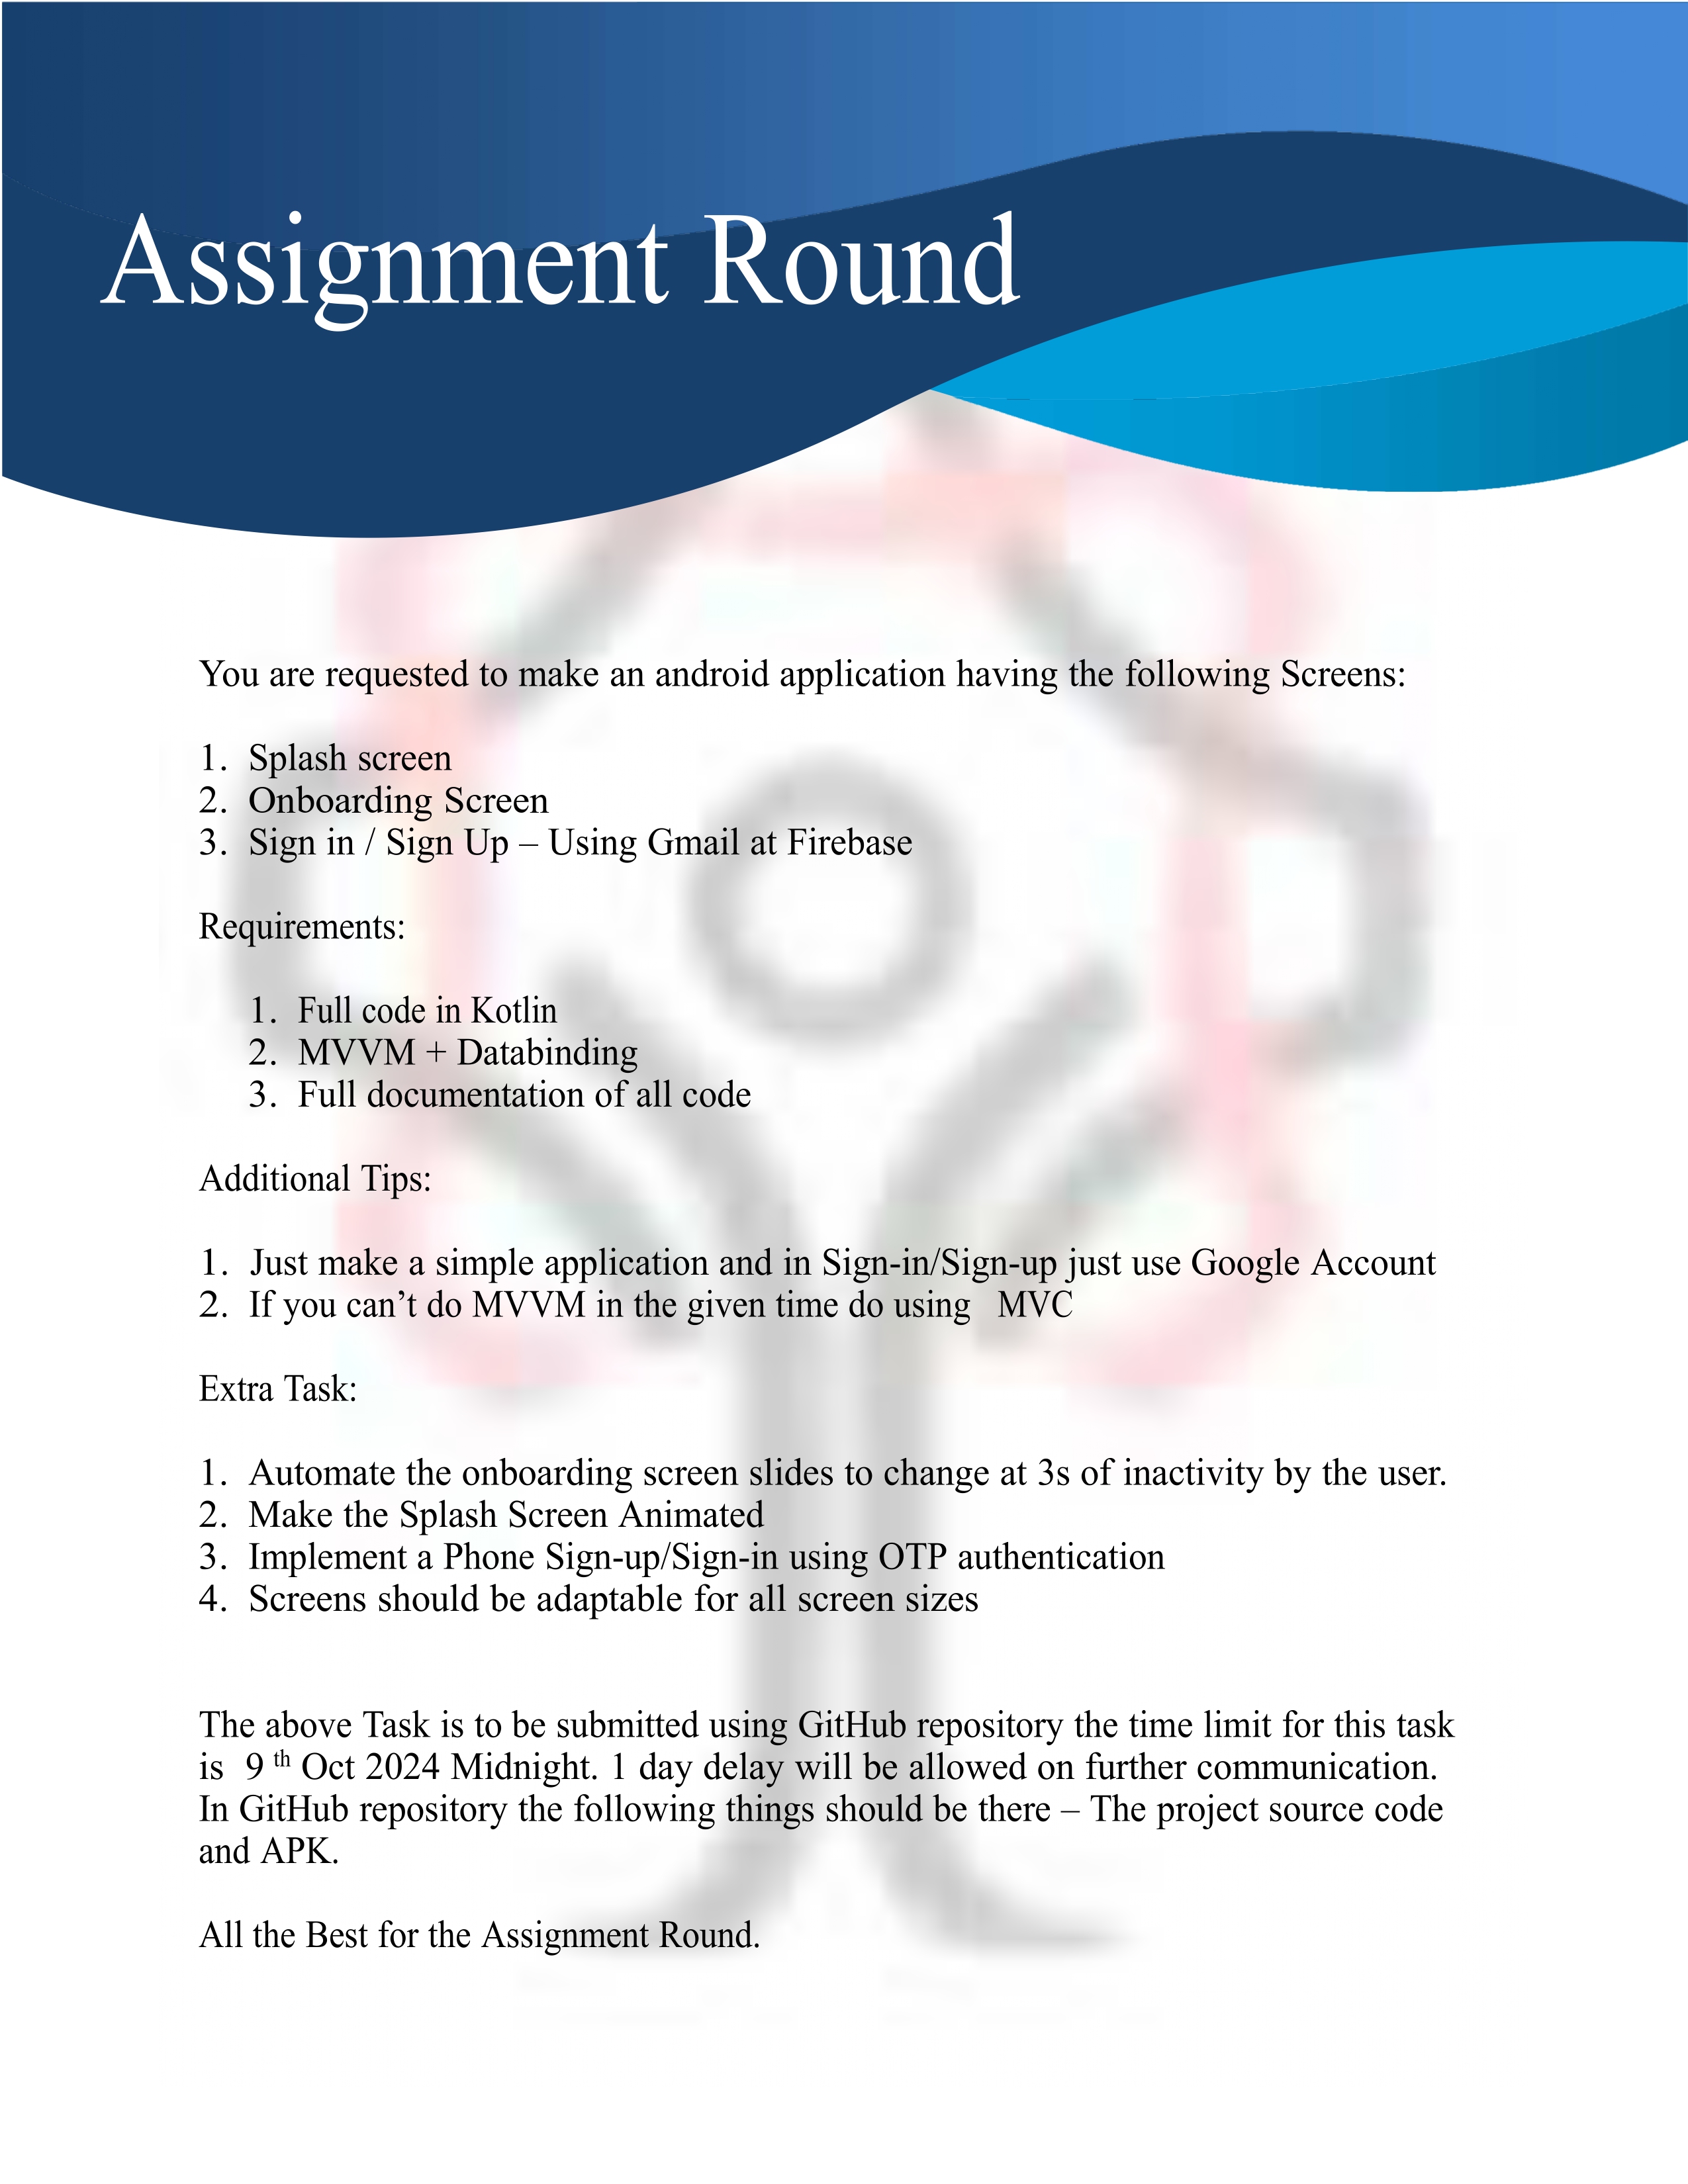 Assignment Round
You are requested to make an android application having the following Screens:
1. Splash screen
2. Onboarding Screen
3. Sign in / Sign Up – Using Gmail at Firebase
Requirements:
1. Full code in Kotlin
2. MVVM + Databinding
3. Full documentation of all code
Additional Tips:
1. Just make a simple application and in Sign-in/Sign-up just use Google Account
2. If you can’t do MVVM in the given time do using MVC
Extra Task:
1. Automate the onboarding screen slides to change at 3s of inactivity by the user.
2. Make the Splash Screen Animated
3. Implement a Phone Sign-up/Sign-in using OTP authentication
4. Screens should be adaptable for all screen sizes
The above Task is to be submitted using GitHub repository the time limit for this task
is 9 th Oct 2024 Midnight. 1 day delay will be allowed on further communication.
In GitHub repository the following things should be there – The project source code
and APK.
All the Best for the Assignment Round.